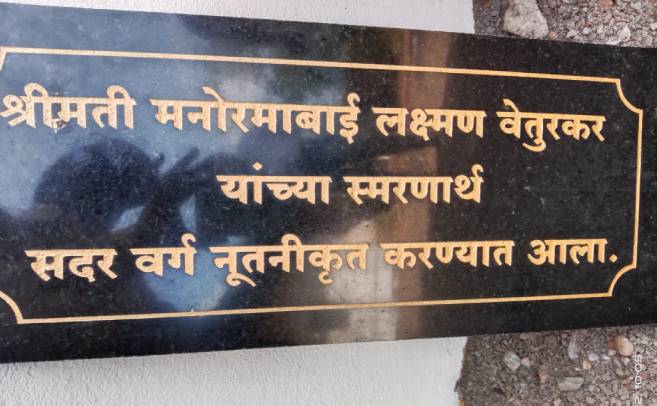 श्रीमती मनोरमाबाई लक्ष्मण वेतुरकर
यांच्या स्मरणार्थ
सदर वर्ग नूतनीकृत करण्यात आला.